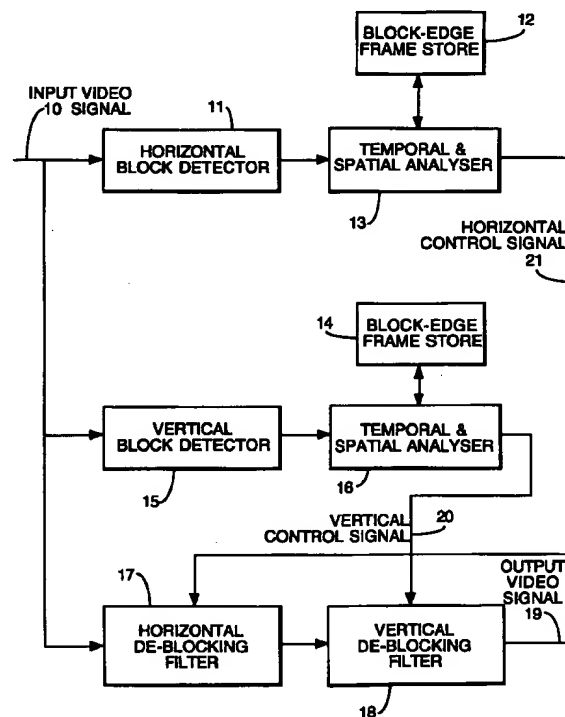 BLOCK-EDGE
FRAME STORE
12
INPUT VIDEO
10 SIGNAL
11
HORIZONTAL
BLOCK DETECTOR
TEMPORAL &
SPATIAL ANALYSER
13
HORIZONTAL
CONTROL SIGNAL
21
14
BLOCK-EDGE
FRAME STORE
VERTICAL
BLOCK DETECTOR
TEMPORAL &
SPATIAL ANALYSER
15
16
VERTICAL
CONTROL SIGNAL
20
17
OUTPUT
VIDEO
SIGNAL
19
HORIZONTAL
DE-BLOCKING
FILTER
VERTICAL
DE-BLOCKING
FILTER
18